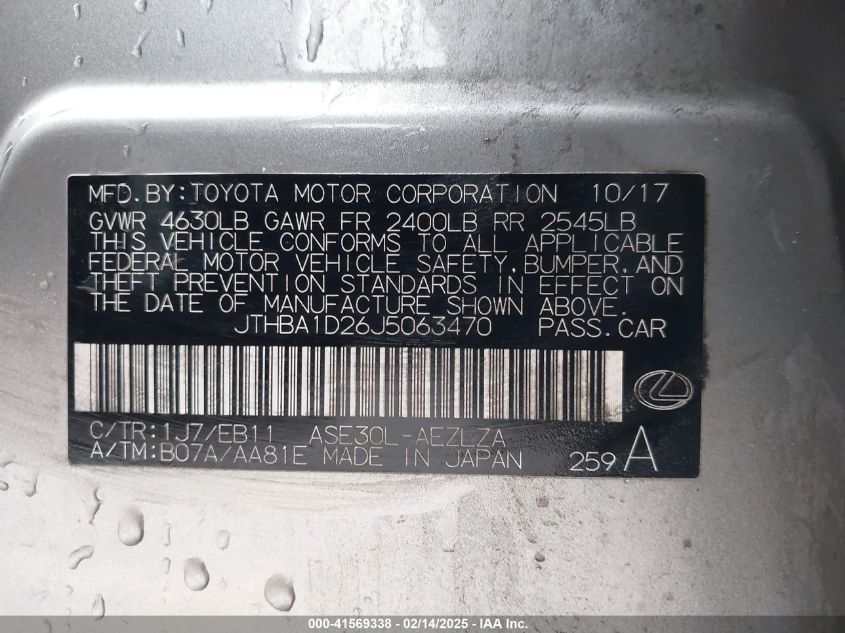 MFD.BY:TOYOTA MOTOR CORPORATION 10/17
GVWR 4630LB GAWR FR 2400LB RR 2545LB
THIS VEHICLE CONFORMS TO ALL APPLICABLE
FEDERAL MOTOR VEHICLE SAFETY,BUMPER,AND
THEFT PREVENTION STANDARDS IN EFFECT ON
THE DATE OF MANUFACTURE SHOWN ABOVE.
JTHBA1D26J5063470 PASS.CAR
C/TR:1J7/EB11 ASE30L-AEZLZA
A/TM:B07A/AA81E MADE IN JAPAN 259 A
000-41569338 - 02/14/2025 - IAA Inc.